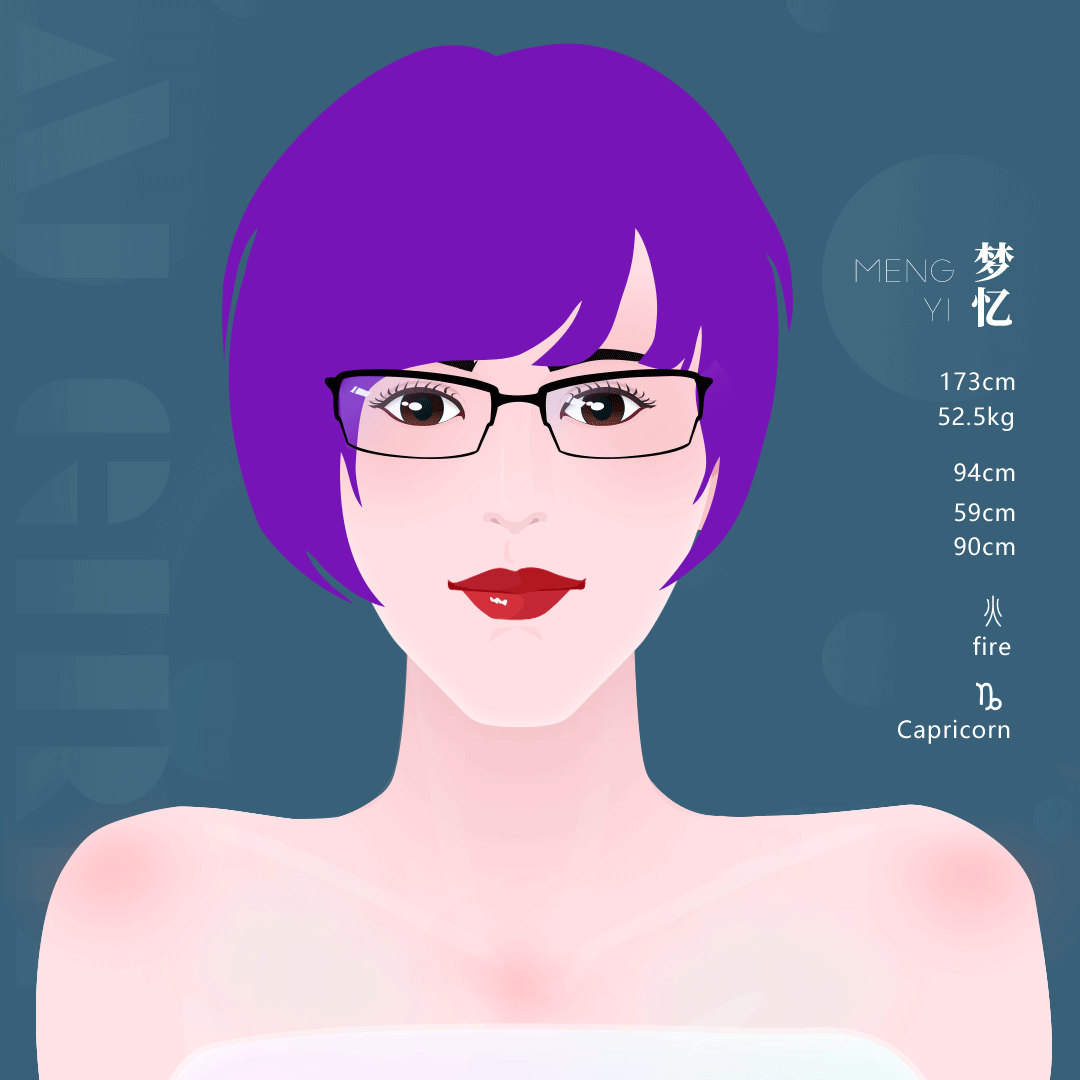 MENG
YI
梦
忆
173cm
52.5kg
94cm
59cm
90cm
火
fire
♑
Capricorn